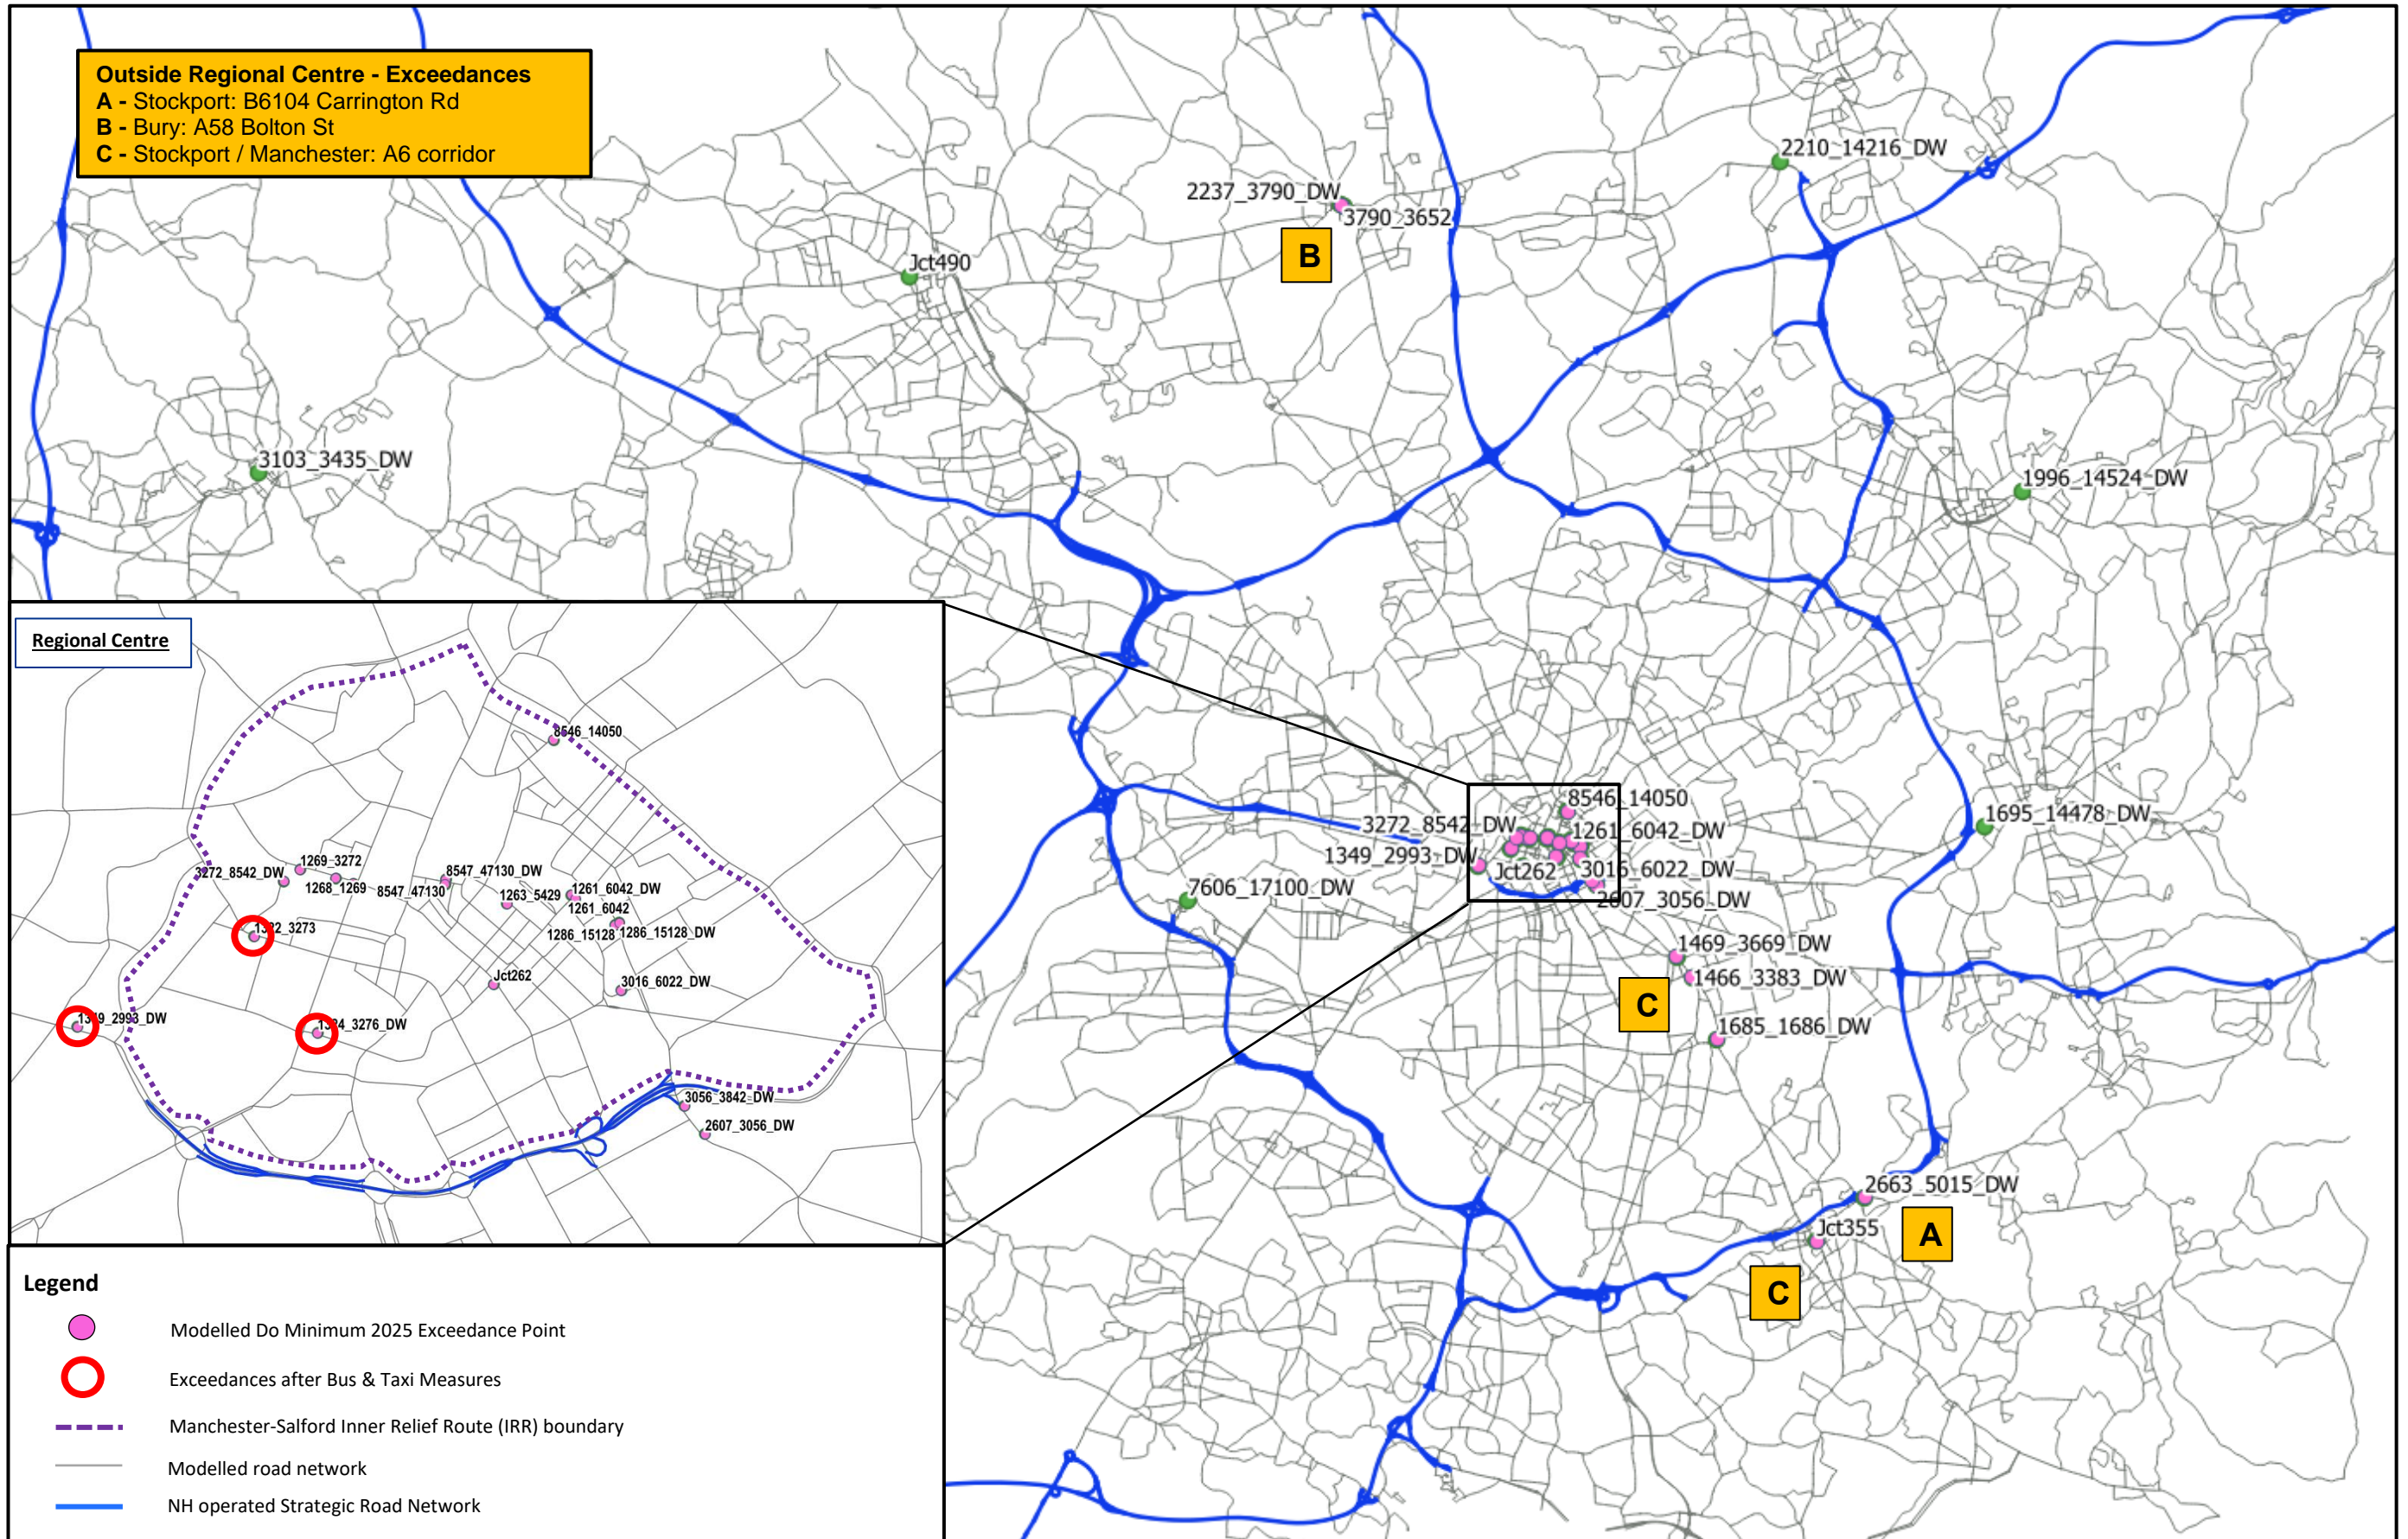 Outside Regional Centre - Exceedances
A - Stockport: B6104 Carrington Rd
B - Bury: A58 Bolton St
C - Stockport / Manchester: A6 corridor
2210_14216_DW
2237_3790_DW
3790_3652
B
Jct490
3103_3435_DW
1996_14524_DW
Regional Centre
8546_14050
1269_3272
3272_8542_DW
1268_1269
8547_47130_DW
8547_47130
1263_5429
1261_6042_DW
1261_6042
1286_15128
1286_15128_DW
1322_3273
Jct262
3016_6022_DW
1349_2993_DW
1324_3276_DW
3056_3842_DW
2607_3056_DW
8546_14050
3272_8542_DW
1261_6042_DW
1349_2993_DW
Jct262
3016_6022_DW
2607_3056_DW
7606_17100_DW
1695_14478_DW
1469_3669_DW
1466_3383_DW
C
1685_1686_DW
2663_5015_DW
Jct355
A
C
Legend
Modelled Do Minimum 2025 Exceedance Point
Exceedances after Bus & Taxi Measures
Manchester-Salford Inner Relief Route (IRR) boundary
Modelled road network
NH operated Strategic Road Network